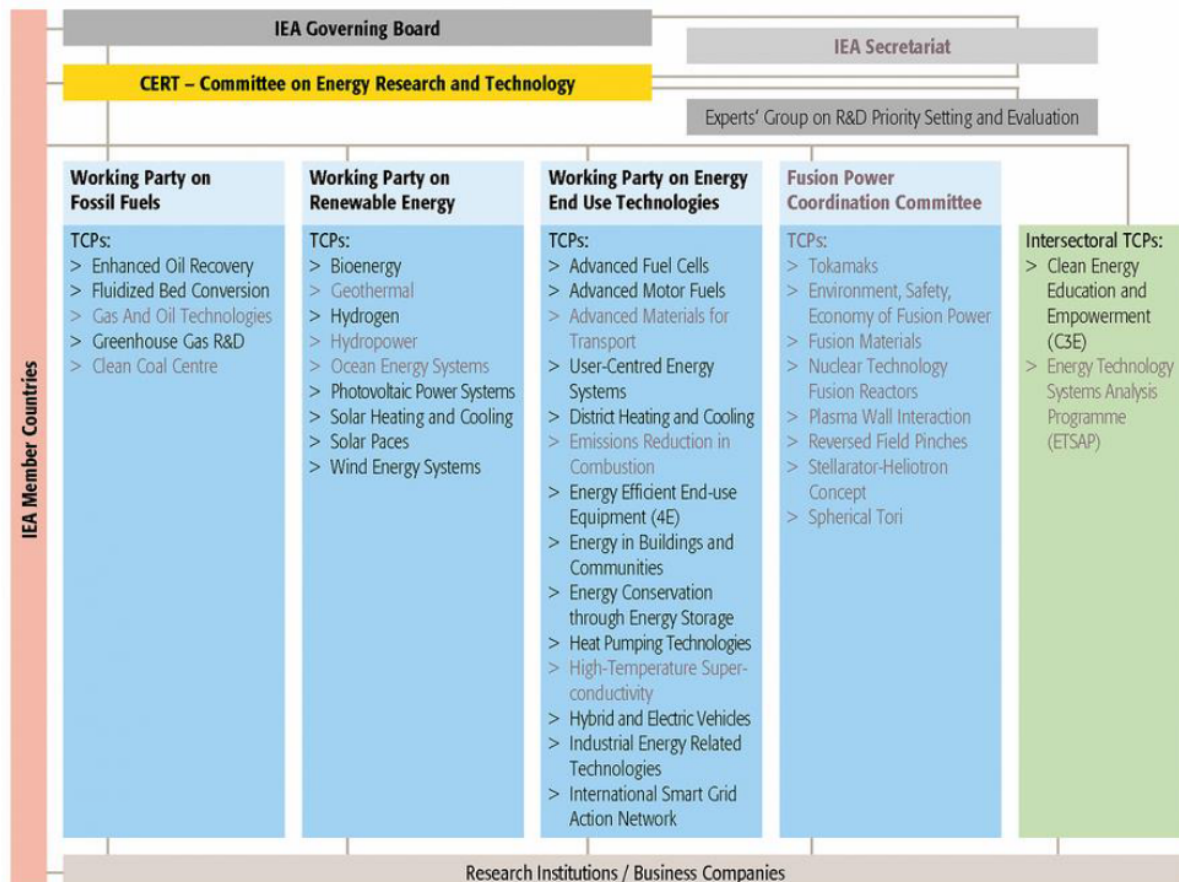 IEA Member Countries
IEA Governing Board
IEA Secretariat
CERT – Committee on Energy Research and Technology
Experts' Group on R&D Priority Setting and Evaluation
Working Party on
Fossil Fuels
TCPs:
> Enhanced Oil Recovery
> Fluidized Bed Conversion
> Gas And Oil Technologies
> Greenhouse Gas R&D
> Clean Coal Centre
Working Party on
Renewable Energy
TCPs:
> Bioenergy
> Geothermal
> Hydrogen
> Hydropower
> Ocean Energy Systems
> Photovoltaic Power Systems
> Solar Heating and Cooling
> Solar Paces
> Wind Energy Systems
Working Party on Energy
End Use Technologies
TCPs:
> Advanced Fuel Cells
> Advanced Motor Fuels
> Advanced Materials for
Transport
> User-Centred Energy
Systems
> District Heating and Cooling
> Emissions Reduction in
Combustion
> Energy Efficient End-use
Equipment (4E)
> Energy in Buildings and
Communities
> Energy Conservation
through Energy Storage
> Heat Pumping Technologies
> High-Temperature Super-
conductivity
> Hybrid and Electric Vehicles
> Industrial Energy Related
Technologies
> International Smart Grid
Action Network
Fusion Power
Coordination Committee
TCPs:
> Tokamaks
> Environment, Safety,
Economy of Fusion Power
> Fusion Materials
> Nuclear Technology
Fusion Reactors
> Plasma Wall Interaction
> Reversed Field Pinches
> Stellarator-Heliotron
Concept
> Spherical Tori
Intersectoral TCPs:
> Clean Energy
Education and
Empowerment
(C3E)
> Energy Technology
Systems Analysis
Programme
(ETSAP)
Research Institutions / Business Companies